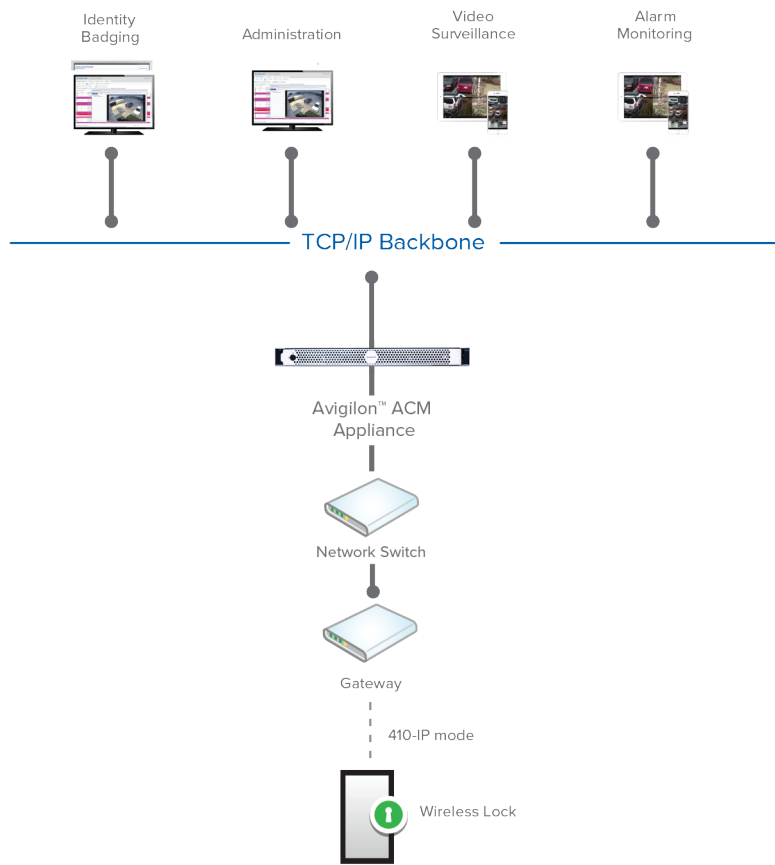 Identity
Badging
Administration
Video
Surveillance
Alarm
Monitoring
TCP/IP Backbone
Avigilon™ ACM
Appliance
Network Switch
Gateway
410-IP mode
Wireless Lock